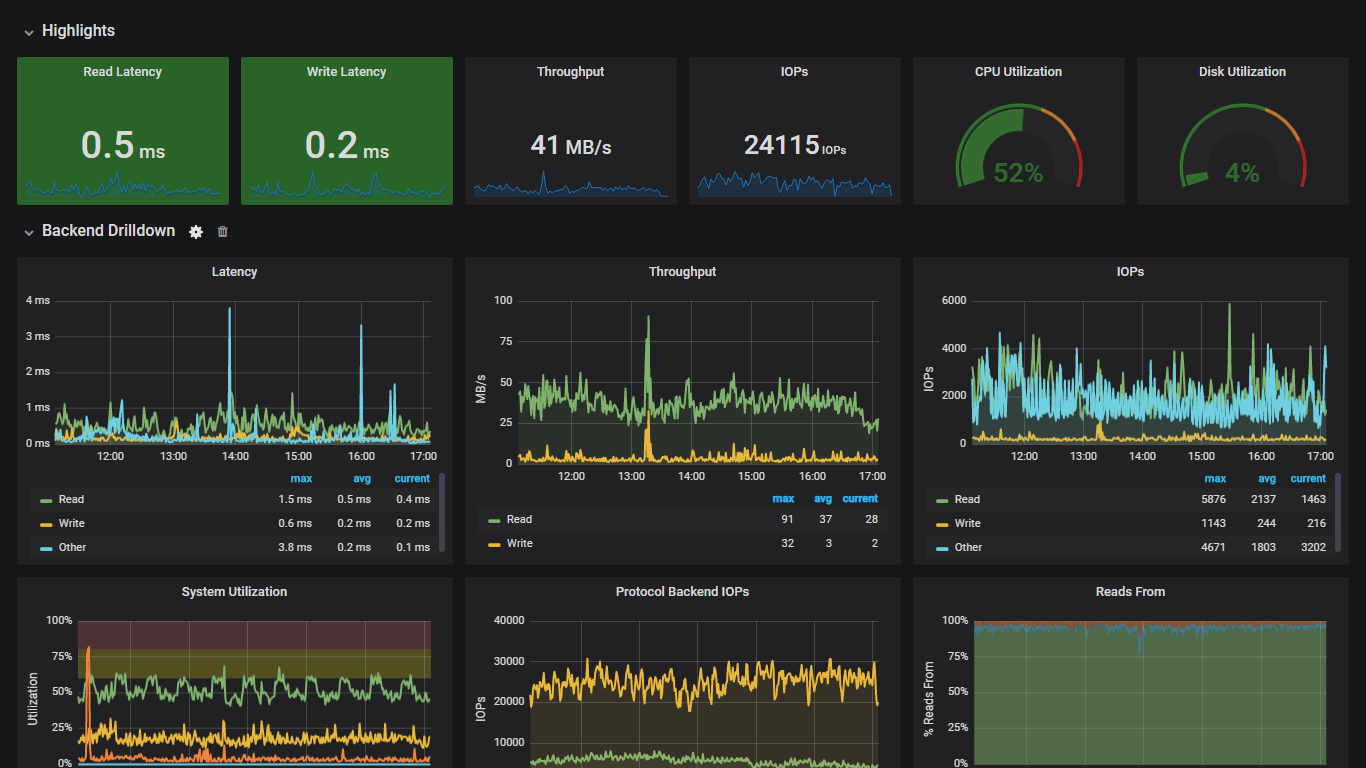 Highlights
Read Latency
0.5 ms
Write Latency
0.2 ms
Throughput
41 MB/s
IOPs
24115 IOPs
CPU Utilization
52%
Disk Utilization
4%
Backend Drilldown
Latency
4 ms
3 ms
2 ms
1 ms
0 ms
12:00 13:00 14:00 15:00 16:00 17:00
max avg current
Read 1.5 ms 0.5 ms 0.4 ms
Write 0.6 ms 0.2 ms 0.2 ms
Other 3.8 ms 0.2 ms 0.1 ms
Throughput
MB/s
100
75
50
25
0
12:00 13:00 14:00 15:00 16:00 17:00
max avg current
Read 91 37 28
Write 32 3 2
IOPs
IOPs
6000
4000
2000
0
12:00 13:00 14:00 15:00 16:00 17:00
max avg current
Read 5876 2137 1463
Write 1143 244 216
Other 4671 1803 3202
System Utilization
Utilization
100%
75%
50%
25%
0%
Protocol Backend IOPs
IOPs
40000
30000
20000
10000
Reads From
% Reads From
100%
75%
50%
25%
0%